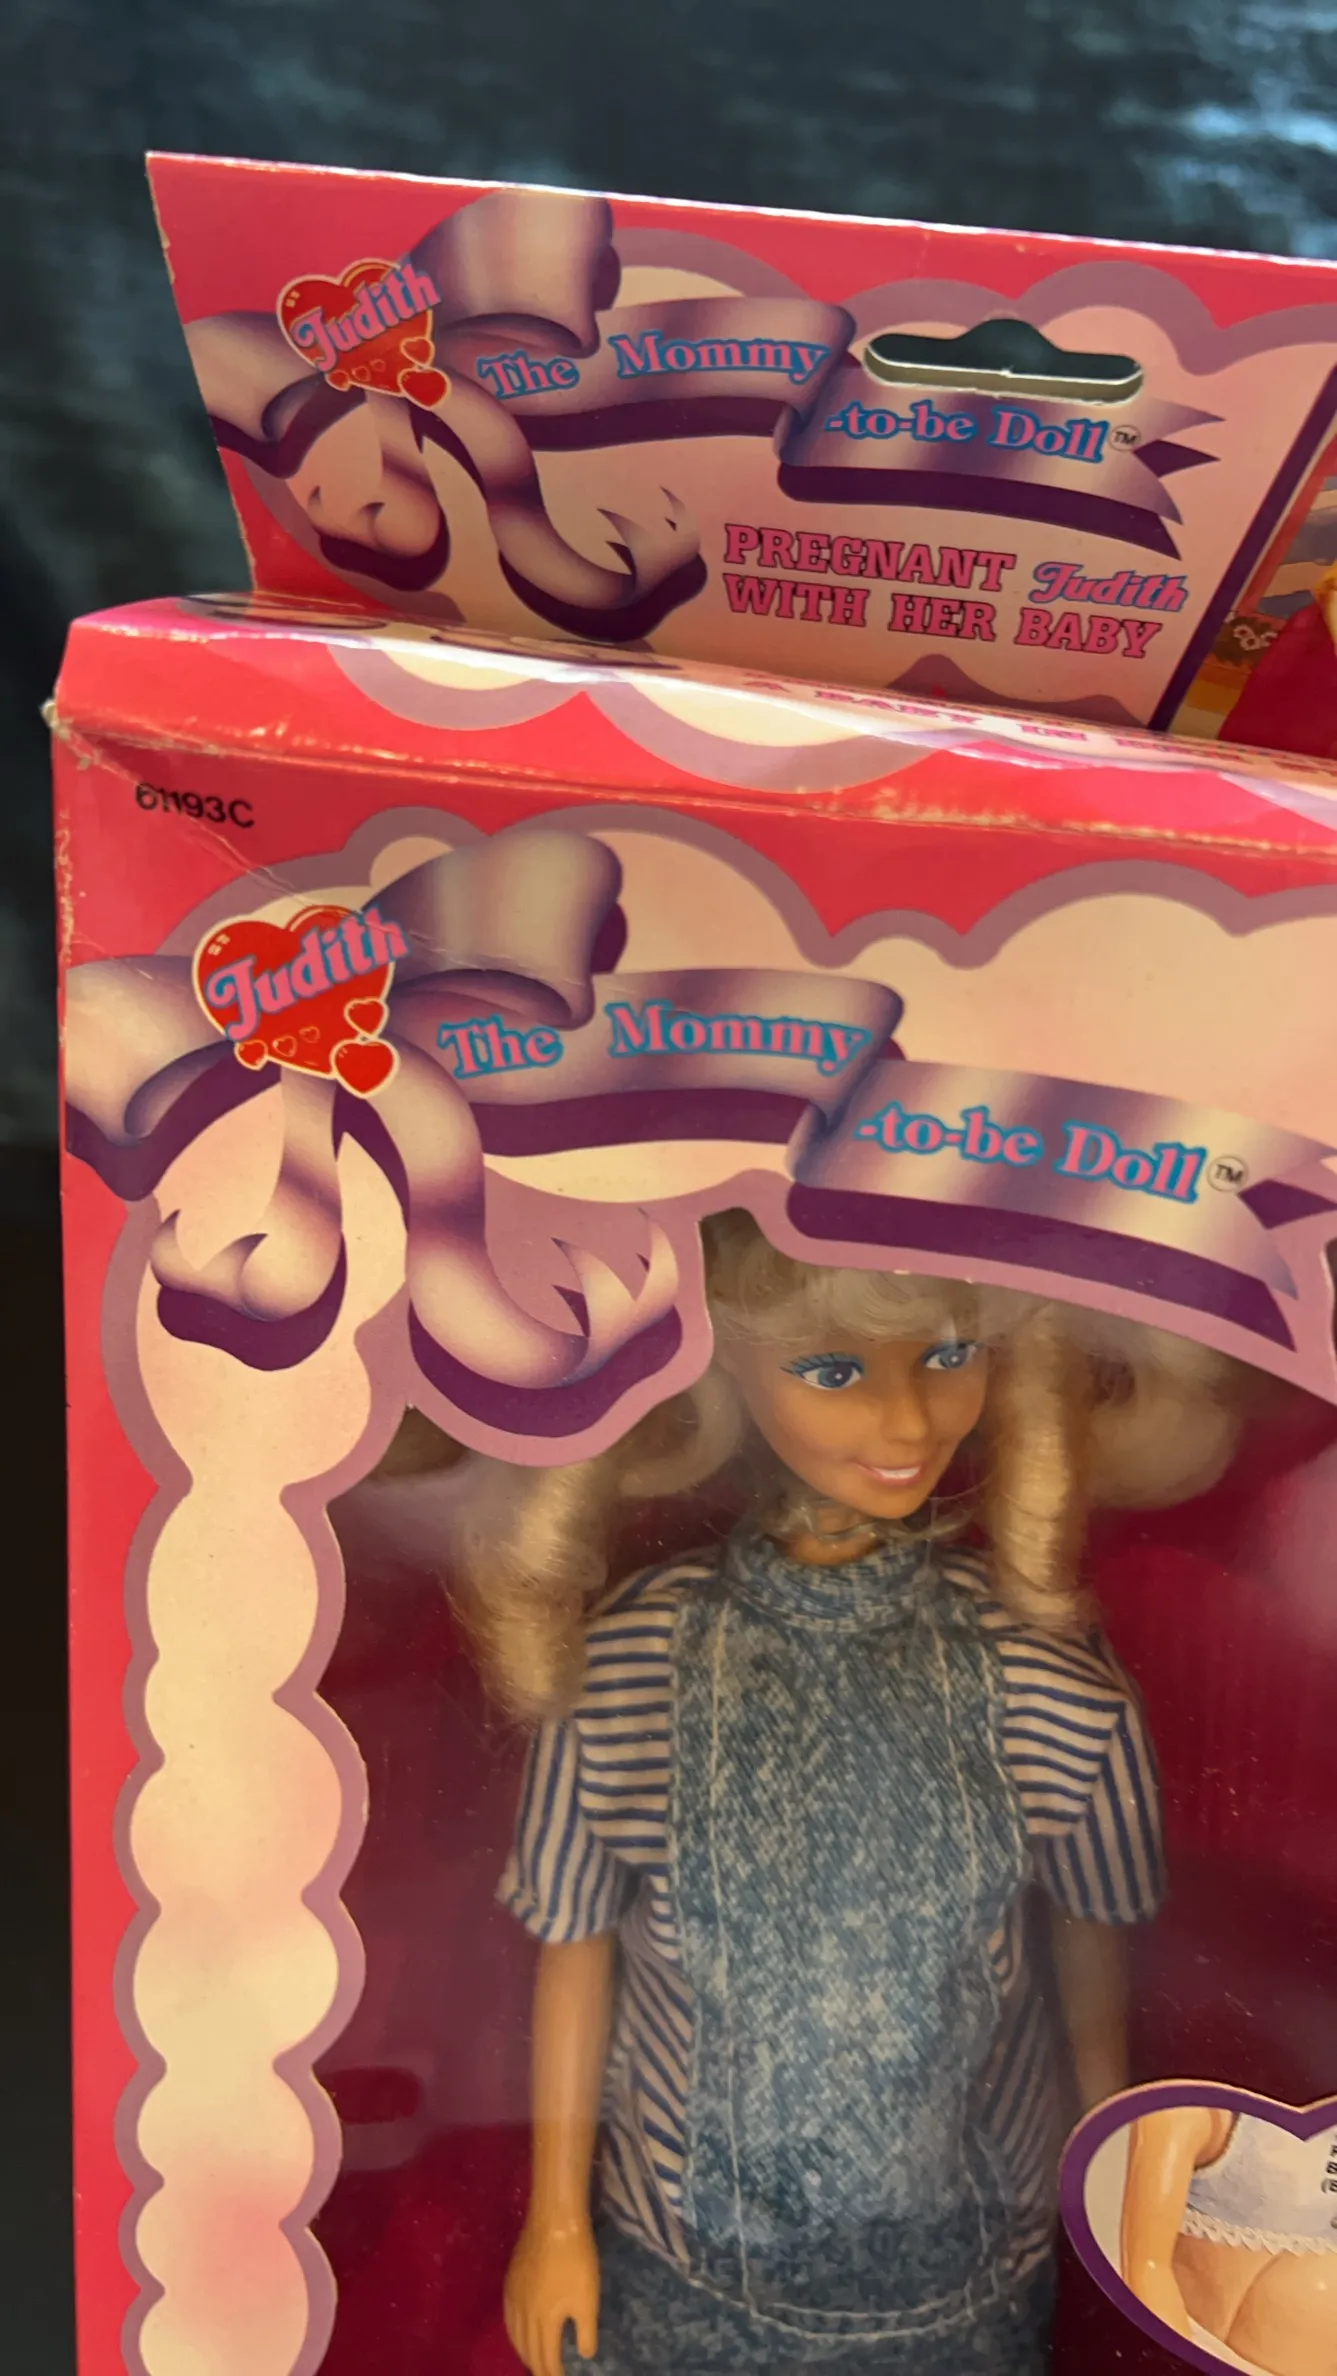 Judith
The Mommy
-to-be Doll™
PREGNANT Judith
WITH HER BABY
61193C
Judith
The Mommy
-to-be Doll™